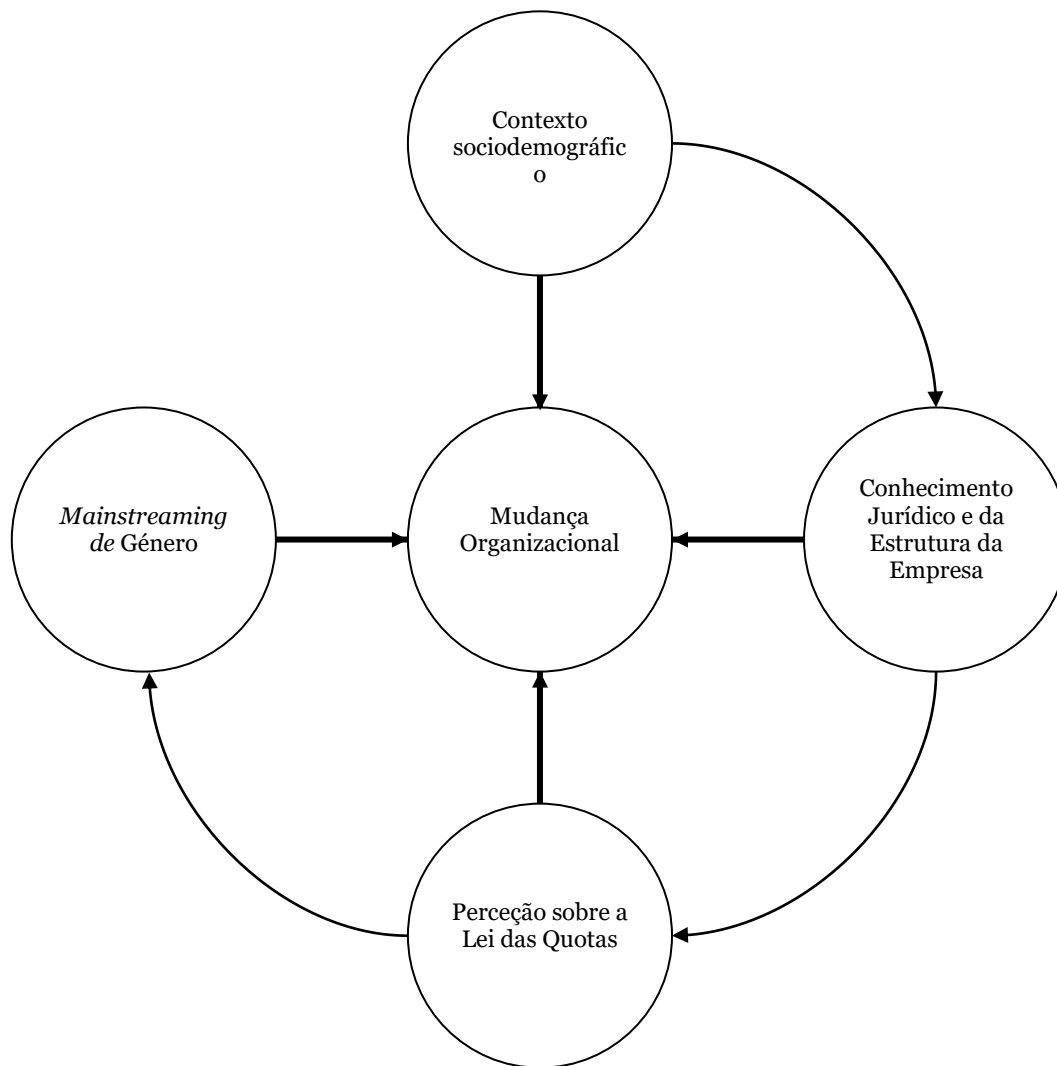 Contexto
sociodemográfic
o
Mainstreaming
de Género
Mudança
Organizacional
Conhecimento
Jurídico e da
Estrutura da
Empresa
Perceção sobre a
Lei das Quotas